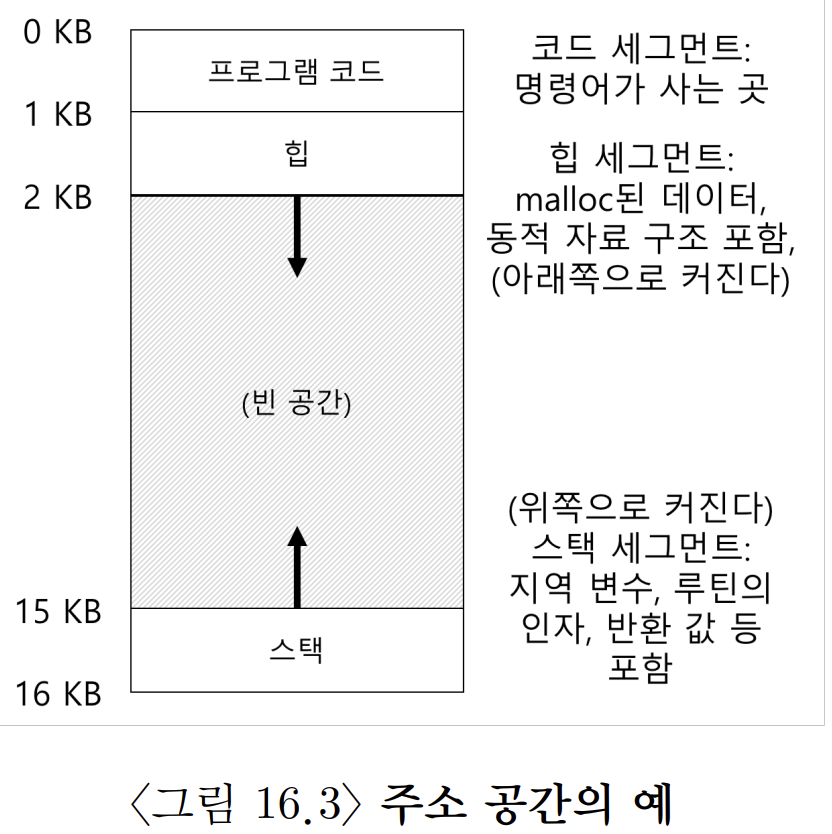 0 KB
프로그램 코드
코드 세그먼트:
명령어가 사는 곳
1 KB
힙
힙 세그먼트:
malloc된 데이터,
동적 자료 구조 포함,
(아래쪽으로 커진다)
2 KB
(빈 공간)
(위쪽으로 커진다)
스택 세그먼트:
지역 변수, 루틴의
인자, 반환 값 등
포함
15 KB
스택
16 KB
〈그림 16.3〉 주소 공간의 예